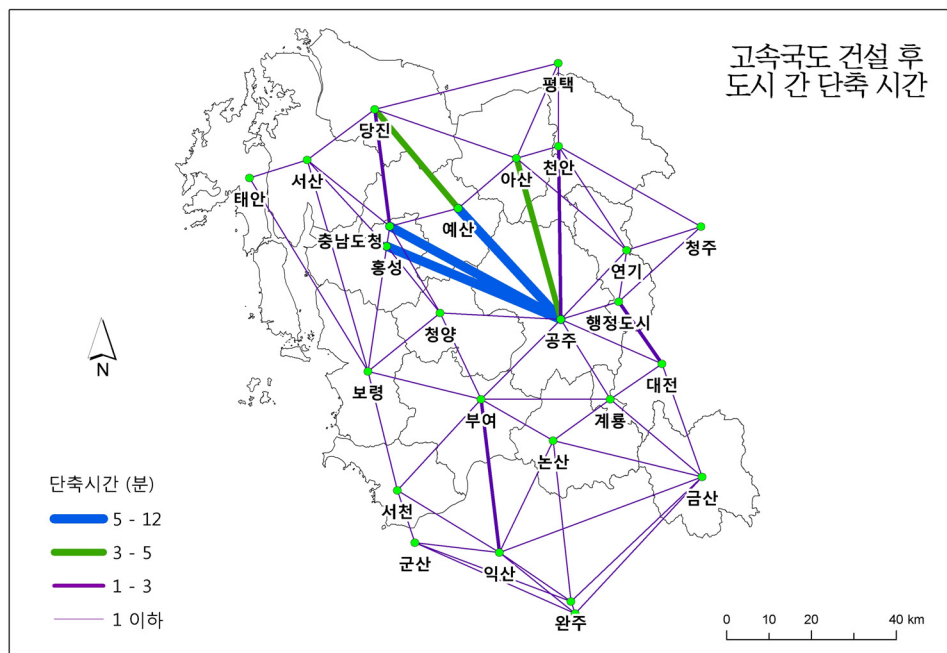 고속국도 건설 후
도시 간 단축 시간
평택
당진
천안
아산
서산
태안
예산
충남도청
청주
홍성
연기
행정도시
청양
공주
N
대전
보령
부여
계룡
논산
단축시간 (분)
금산
서천
5 - 12
3 - 5
군산
익산
1 - 3
1 이하
완주
0 10 20 40 km